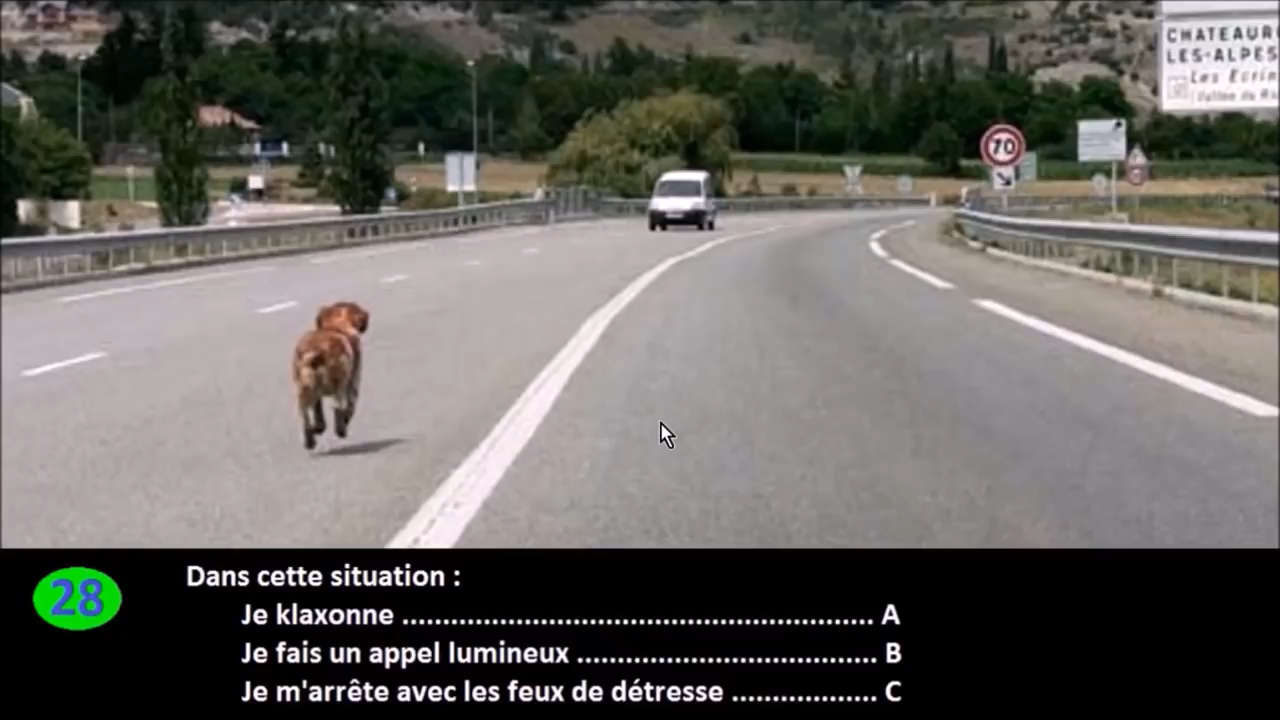 CHATEAUR
LES-ALPES
Les Ecrin
70
28
Dans cette situation :
Je klaxonne ........................................................ A
Je fais un appel lumineux ................................... B
Je m'arrête avec les feux de détresse ................. C